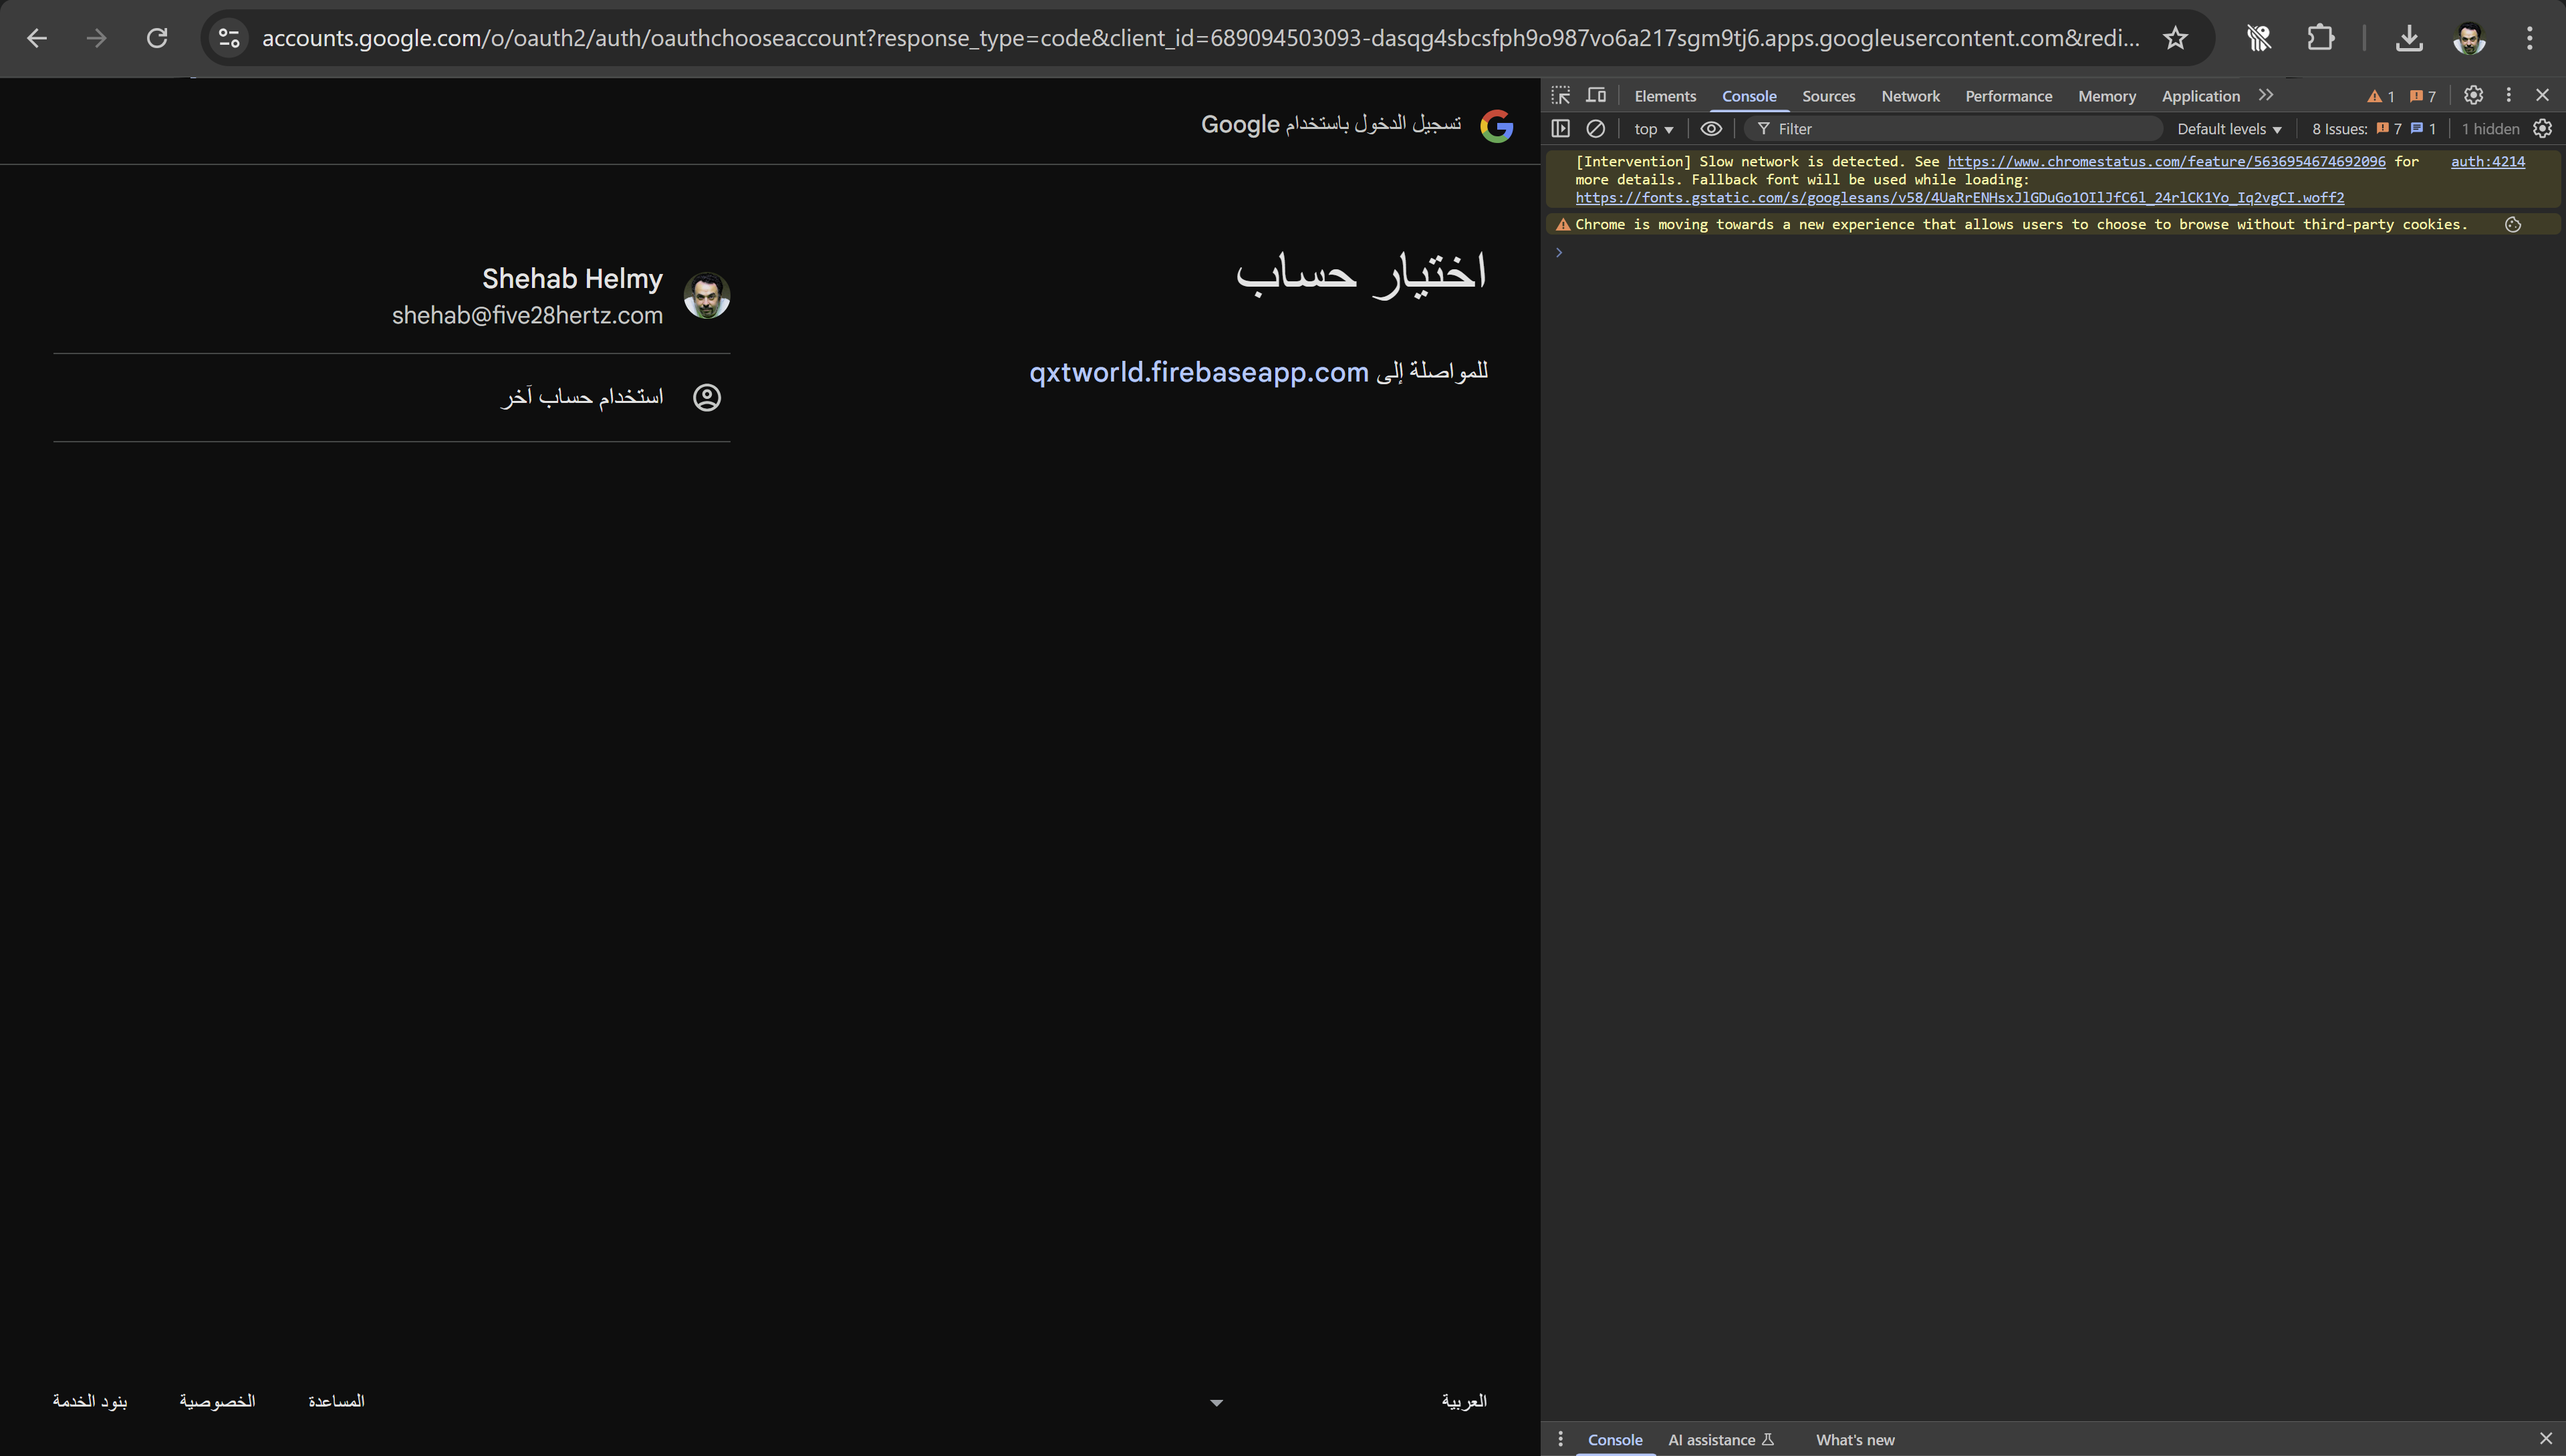 accounts.google.com/o/oauth2/auth/oauthchooseaccount?response_type=code&client_id=689094503093-dasqg4sbcsfph9o987vo6a217sgm9tj6.apps.googleusercontent.com&redi...
تسجيل الدخول باستخدام Google
اختيار حساب
للمواصلة إلى qxtworld.firebaseapp.com
Shehab Helmy
shehab@five28hertz.com
استخدام حساب آخر
العربية
المساعدة
الخصوصية
بنود الخدمة
Elements Console Sources Network Performance Memory Application 1 7
top Filter Default levels 8 Issues: 7 1 1 hidden
[Intervention] Slow network is detected. See https://www.chromestatus.com/feature/5636954674692096 for auth:4214
more details. Fallback font will be used while loading:
https://fonts.gstatic.com/s/googlesans/v58/4UaRrENHsxJlGDuGo1OIlJfC6l_24rlCK1Yo_Iq2vgCI.woff2
Chrome is moving towards a new experience that allows users to choose to browse without third-party cookies.
Console AI assistance What's new